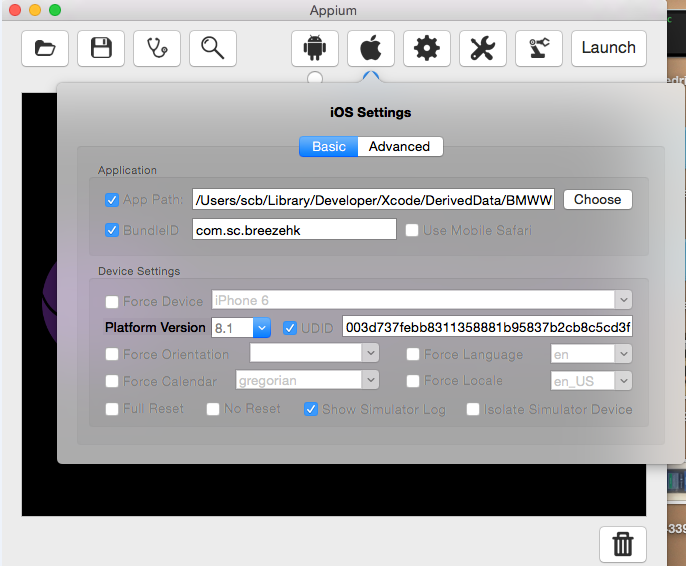 Appium
Launch
iOS Settings
Basic Advanced
Application
App Path: /Users/scb/Library/Developer/Xcode/DerivedData/BMWW Choose
BundleID com.sc.breezehk Use Mobile Safari
Device Settings
Force Device iPhone 6
Platform Version 8.1 UDID 003d737febb8311358881b95837b2cb8c5cd3f
Force Orientation Force Language en
Force Calendar gregorian Force Locale en_US
Full Reset No Reset Show Simulator Log Isolate Simulator Device